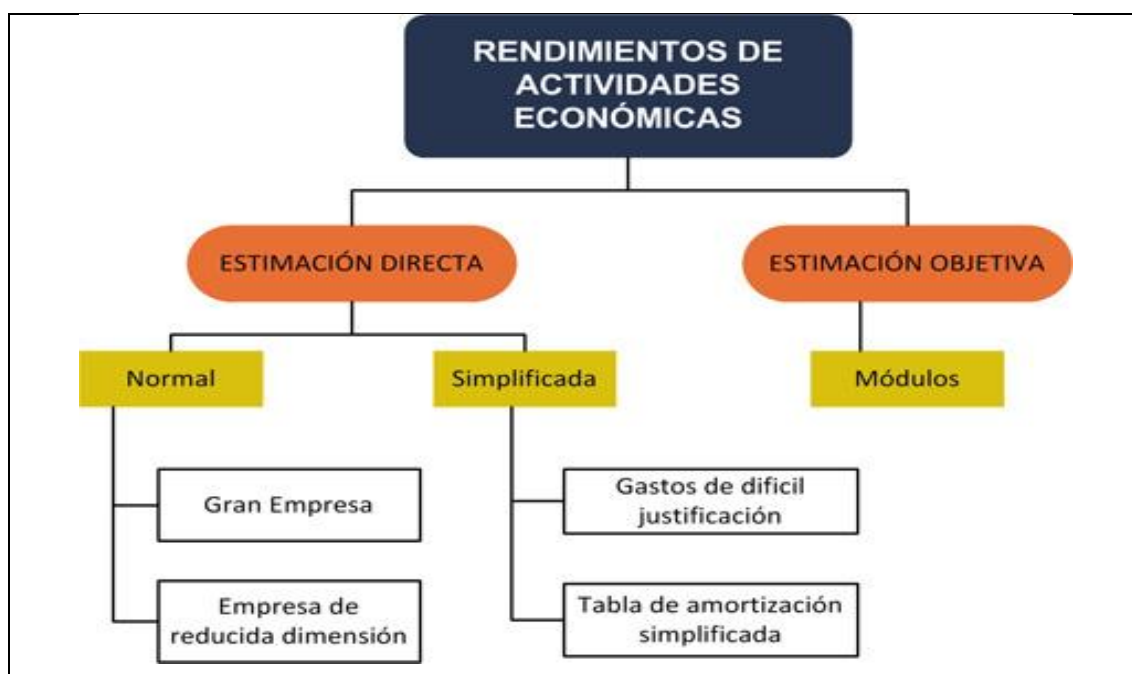 RENDIMIENTOS DE
ACTIVIDADES
ECONÓMICAS
ESTIMACIÓN DIRECTA
ESTIMACIÓN OBJETIVA
Normal
Simplificada
Módulos
Gran Empresa
Gastos de dificil
justificación
Empresa de
reducida dimensión
Tabla de amortización
simplificada